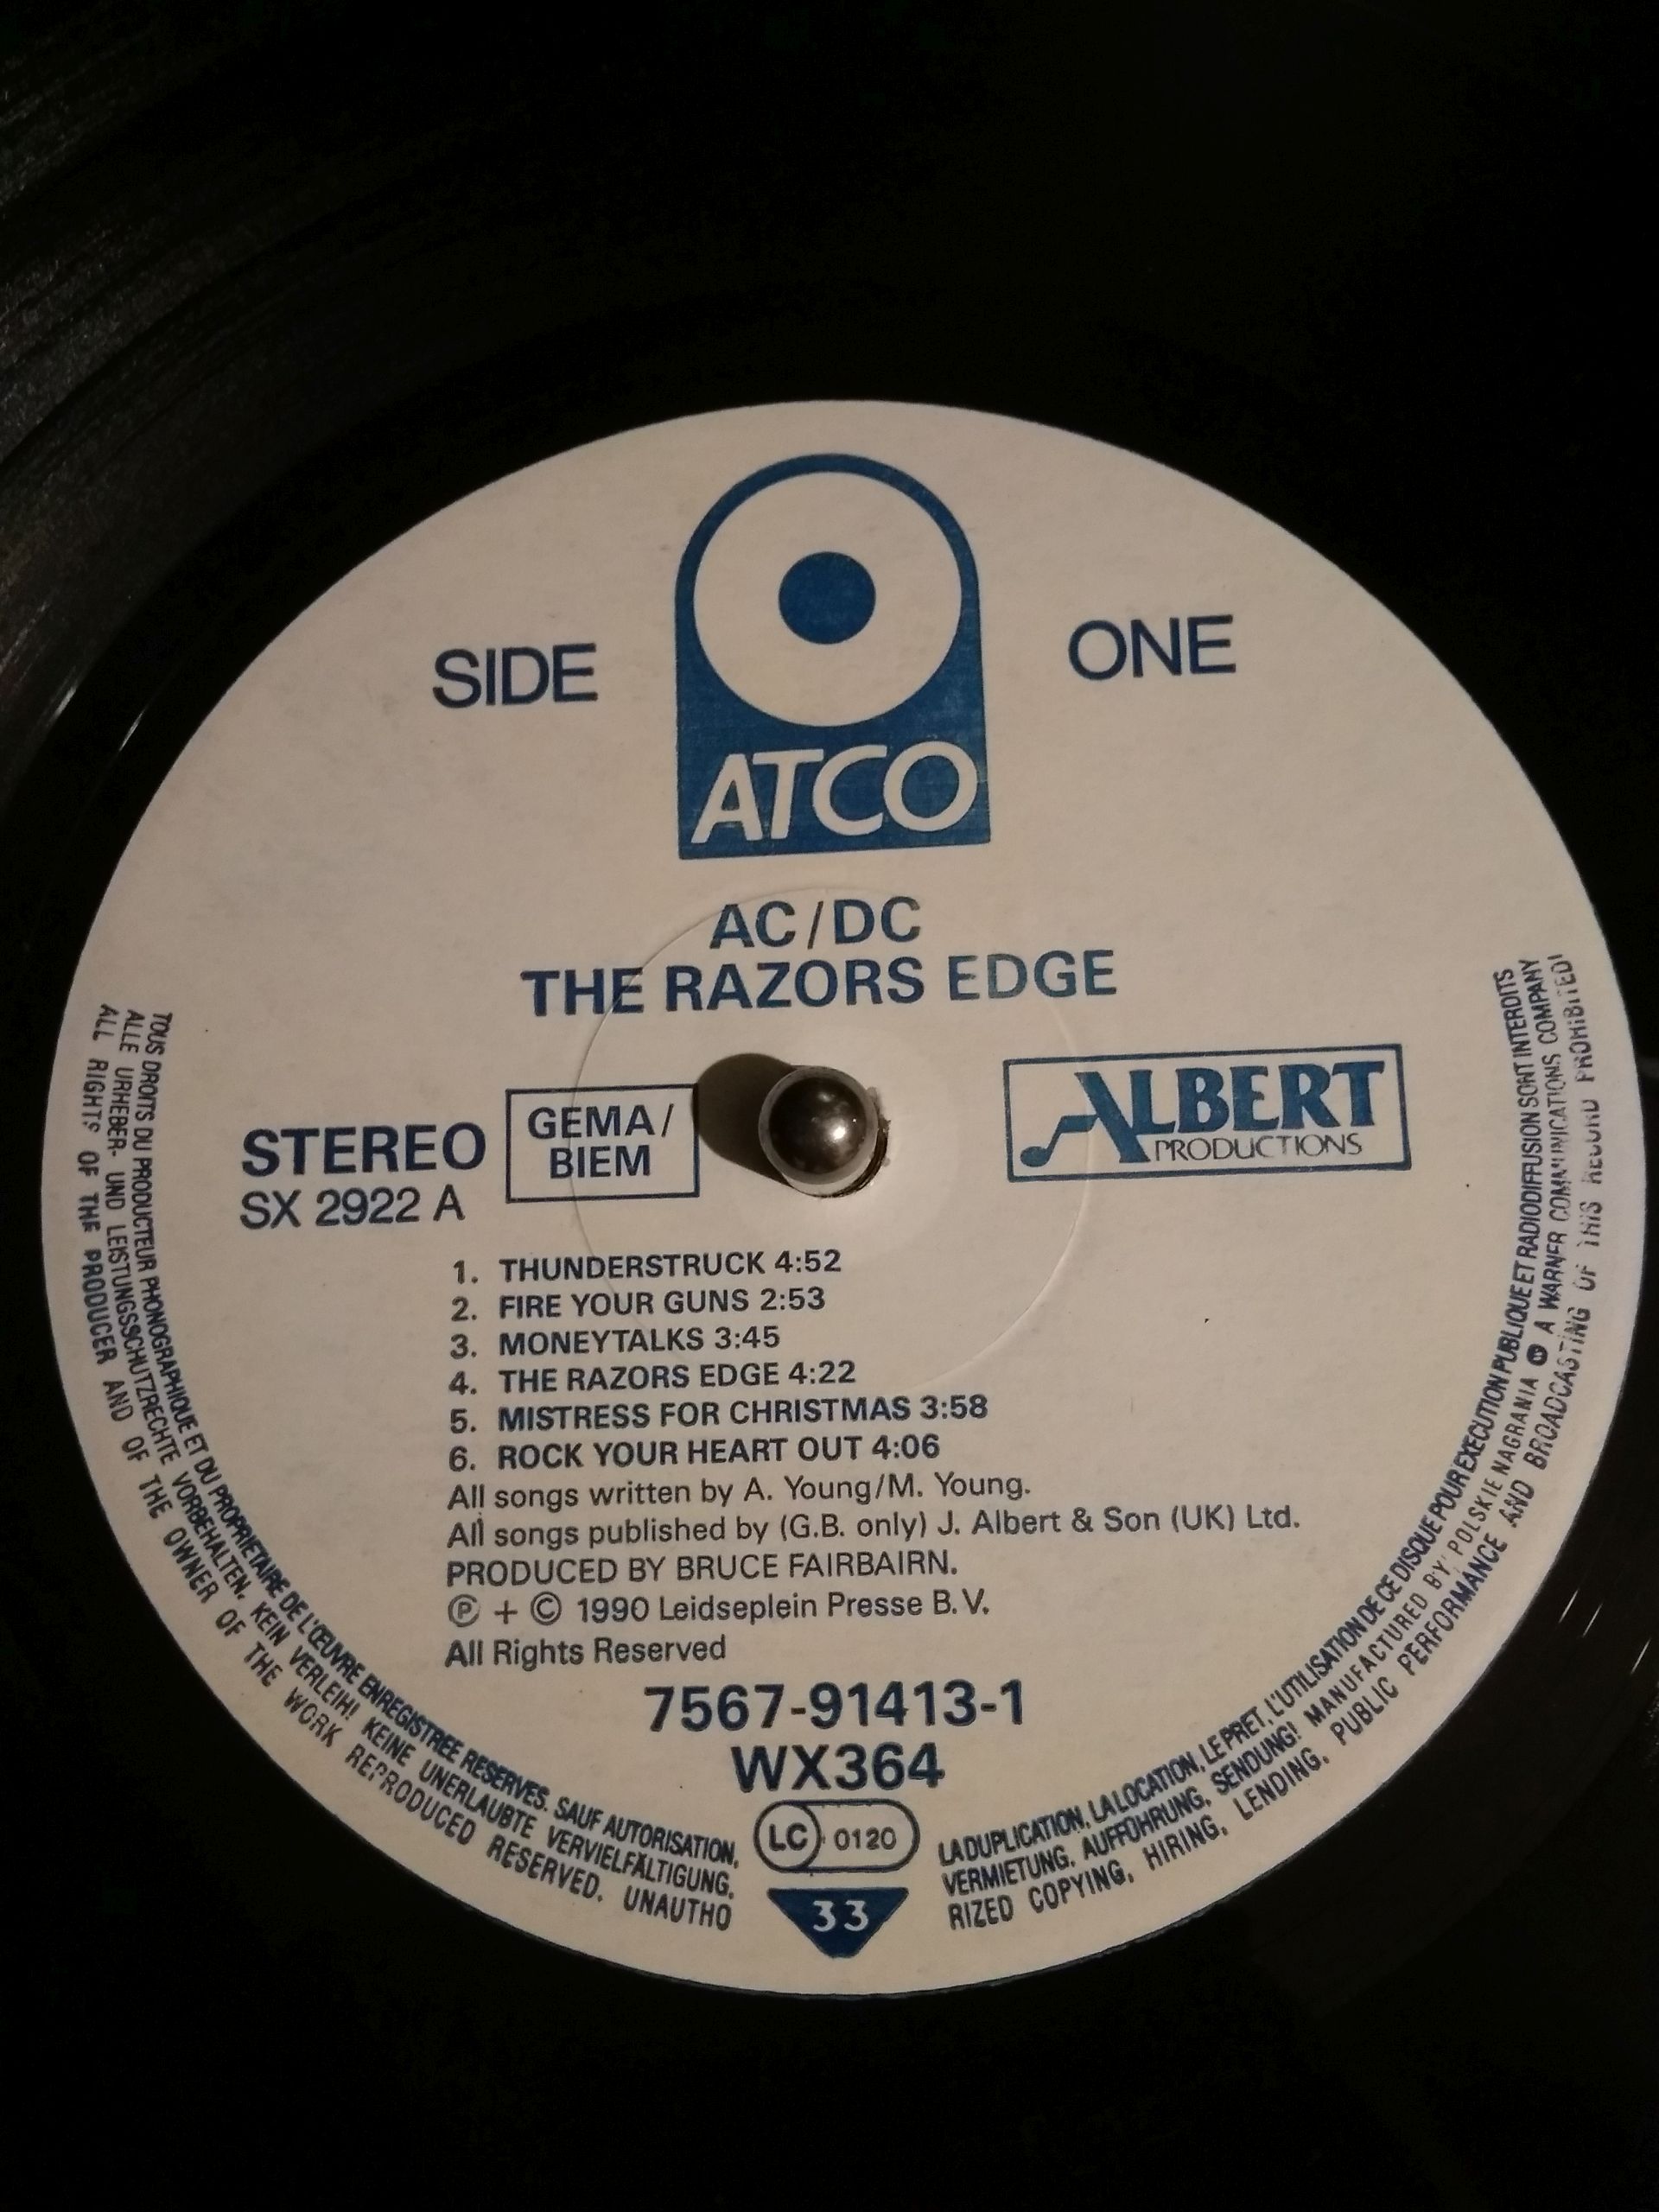 SIDE ONE
ATCO
AC/DC
THE RAZORS EDGE
STEREO
SX 2922 A
GEMA/
BIEM
ALBERT
PRODUCTIONS
1. THUNDERSTRUCK 4:52
2. FIRE YOUR GUNS 2:53
3. MONEYTALKS 3:45
4. THE RAZORS EDGE 4:22
5. MISTRESS FOR CHRISTMAS 3:58
6. ROCK YOUR HEART OUT 4:06
All songs written by A. Young/M. Young.
All songs published by (G.B. only) J. Albert & Son (UK) Ltd.
PRODUCED BY BRUCE FAIRBAIRN.
℗ + © 1990 Leidseplein Presse B.V.
All Rights Reserved
7567-91413-1
WX364
LC 0120
33
TOUS DROITS DU PRODUCTEUR PHONOGRAPHIQUE ET DU PROPRIETAIRE DE L'ŒUVRE ENREGISTREE RESERVES. SAUF AUTORISATION, LA DUPLICATION, LA LOCATION, LE PRET, L'UTILISATION DE CE DISQUE POUR EXECUTION PUBLIQUE ET RADIODIFFUSION SONT INTERDITS
ALLE URHEBER- UND LEISTUNGSSCHUTZRECHTE VORBEHALTEN. KEIN VERLEIH! KEINE UNERLAUBTE VERVIELFÄLTIGUNG, VERMIETUNG, AUFFÜHRUNG, SENDUNG! MANUFACTURED BY POLSKIE NAGRANIA W A WARNER COMMUNICATIONS COMPANY
ALL RIGHTS OF THE PRODUCER AND OF THE OWNER OF THE WORK REPRODUCED RESERVED. UNAUTHORIZED COPYING, HIRING, LENDING, PUBLIC PERFORMANCE AND BROADCASTING OF THIS RECORD PROHIBITED!